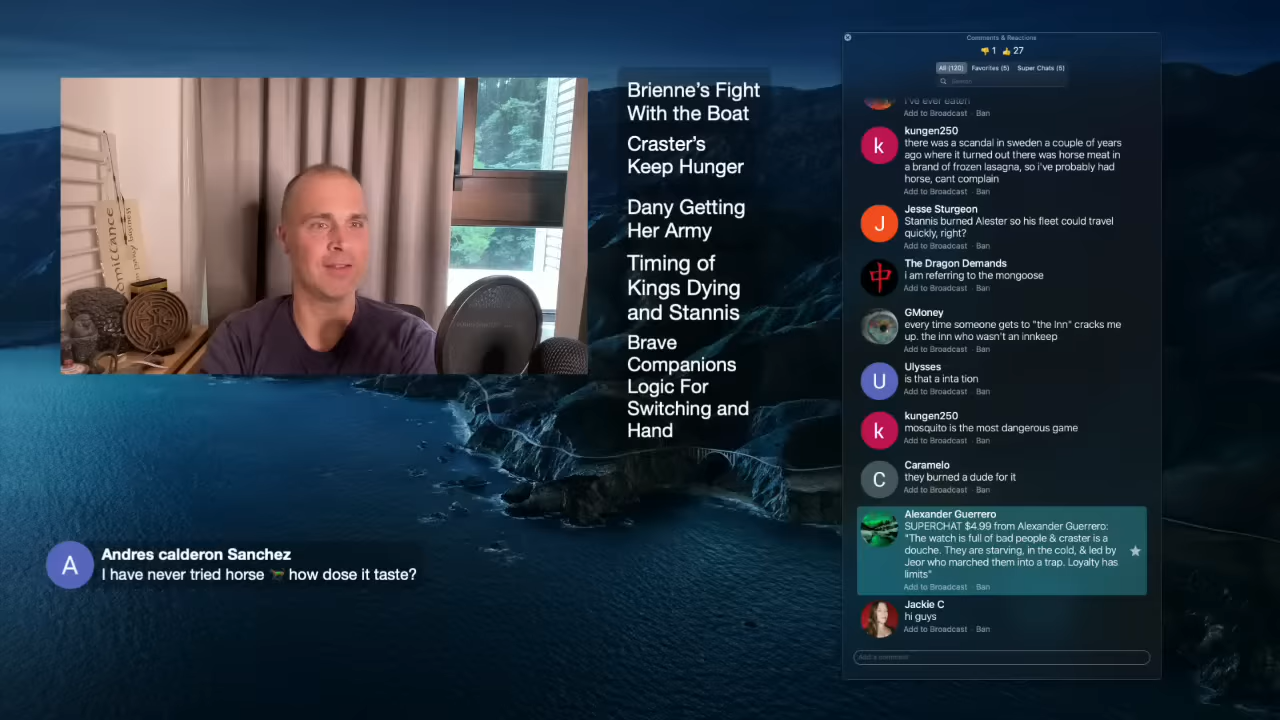 Brienne's Fight
With the Boat
Craster's
Keep Hunger
Dany Getting
Her Army
Timing of
Kings Dying
and Stannis
Brave
Companions
Logic For
Switching and
Hand
A
Andres calderon Sanchez
I have never tried horse 🐎 how dose it taste?
Comments & Reactions
👎 1 👍 27
All (120) Favorites (6) Super Chats (6)
Search
i've ever eaten
Add to Broadcast · Ban
k
kungen250
there was a scandal in sweden a couple of years
ago where it turned out there was horse meat in
a brand of frozen lasagna, so i've probably had
horse, cant complain
Add to Broadcast · Ban
J
Jesse Sturgeon
Stannis burned Alester so his fleet could travel
quickly, right?
Add to Broadcast · Ban
中
The Dragon Demands
i am referring to the mongoose
Add to Broadcast · Ban
GMoney
every time someone gets to "the Inn" cracks me
up. the inn who wasn't an innkeep
Add to Broadcast · Ban
U
Ulysses
is that a inta tion
Add to Broadcast · Ban
k
kungen250
mosquito is the most dangerous game
Add to Broadcast · Ban
C
Caramelo
they burned a dude for it
Add to Broadcast · Ban
Alexander Guerrero
SUPERCHAT $4.99 from Alexander Guerrero:
"The watch is full of bad people & craster is a
douche. They are starving, in the cold, & led by
Jeor who marched them into a trap. Loyalty has
limits"
Add to Broadcast · Ban
Jackie C
hi guys
Add to Broadcast · Ban
Add a comment